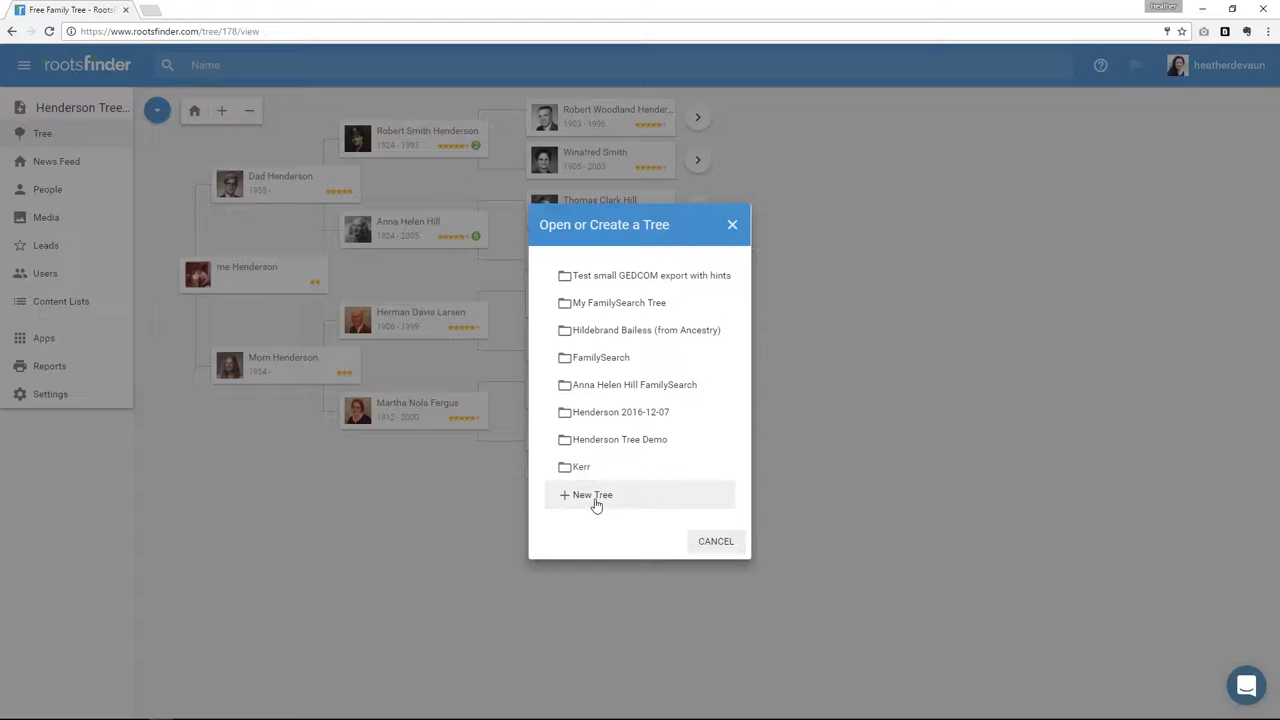 Free Family Tree - Roots
Heather
https://www.rootsfinder.com/tree/178/view
rootsfinder
Name
heatherdevaun
Henderson Tree...
Tree
News Feed
People
Media
Leads
Users
Content Lists
Apps
Reports
Settings
Robert Woodland Hender...
1903 - 1996
Robert Smith Henderson
1924 - 1993
2
Winafred Smith
1905 - 2003
Dad Henderson
1955 -
Thomas Clark Hill
Anna Helen Hill
1924 - 2005
6
me Henderson
Herman Davis Larsen
1906 - 1999
Mom Henderson
1954 -
Martha Nola Fergus
1912 - 2000
Open or Create a Tree
Test small GEDCOM export with hints
My FamilySearch Tree
Hildebrand Bailess (from Ancestry)
FamilySearch
Anna Helen Hill FamilySearch
Henderson 2016-12-07
Henderson Tree Demo
Kerr
New Tree
CANCEL